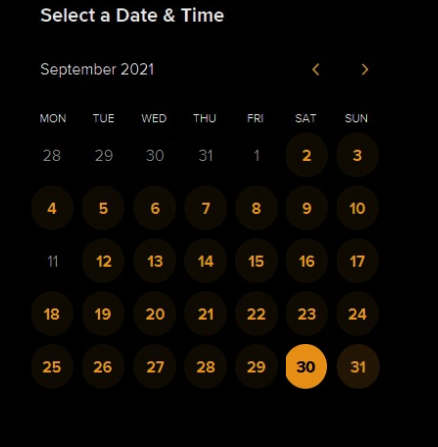 Select a Date & Time
September 2021
MON TUE WED THU FRI SAT SUN
28 29 30 31 1 2 3
4 5 6 7 8 9 10
11 12 13 14 15 16 17
18 19 20 21 22 23 24
25 26 27 28 29 30 31